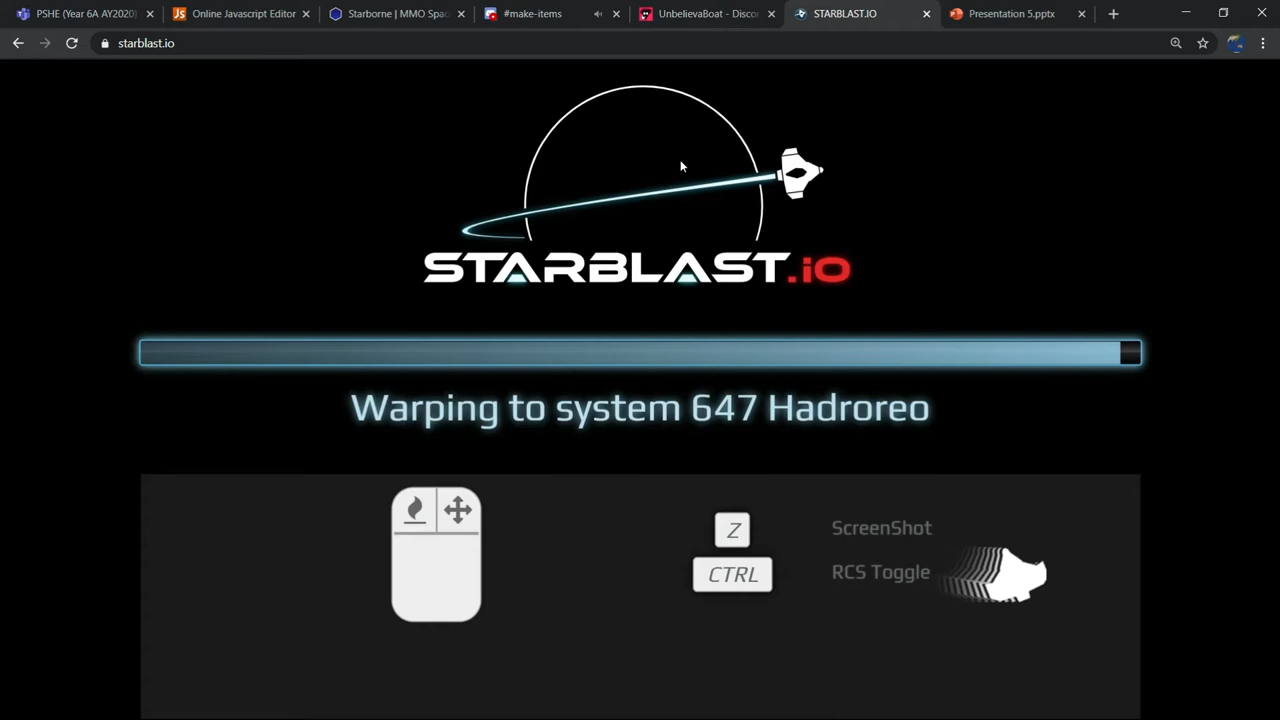 PSHE (Year 6A AY2020)
Online Javascript Editor
Starborne | MMO Spac
#make-items
UnbelievaBoat - Discor
STARBLAST.IO
Presentation 5.pptx
starblast.io
STARBLAST.io
Warping to system 647 Hadroreo
Z ScreenShot
CTRL RCS Toggle